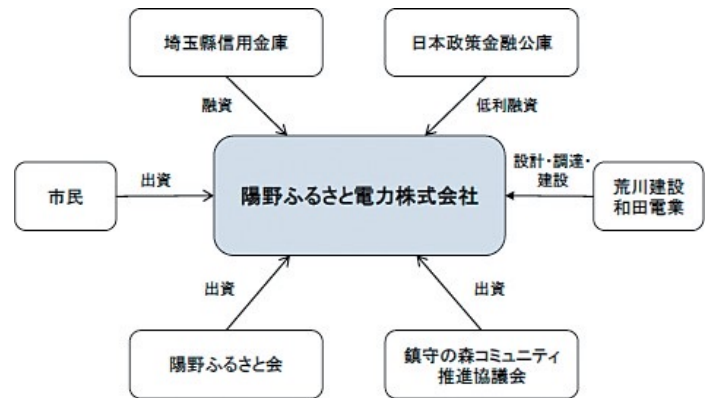 埼玉縣信用金庫
日本政策金融公庫
融資
低利融資
市民
出資
陽野ふるさと電力株式会社
設計・調達・
建設
荒川建設
和田電業
出資
出資
陽野ふるさと会
鎮守の森コミュニティ
推進協議会